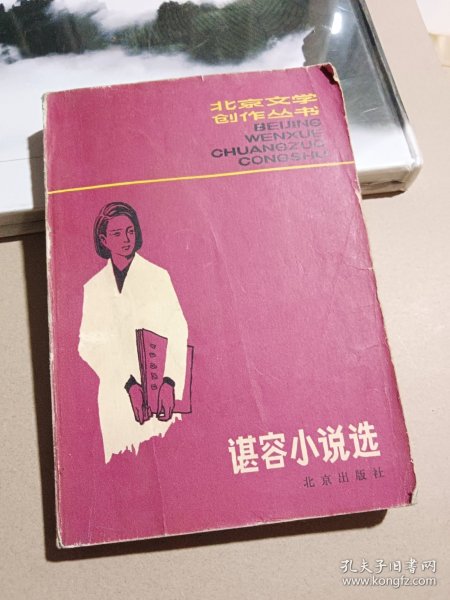 北京文学
创作丛书
BEIJING
WENXUE
CHUANGZUO
CONGSHU
谌容小说选
北京出版社
孔夫子旧书网
www.kongfz.com